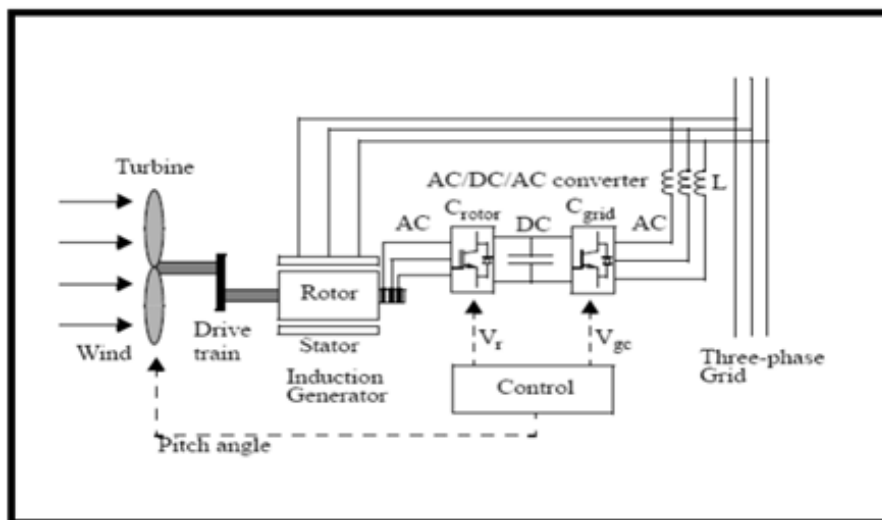 Turbine
AC/DC/AC converter
L
AC
C rotor
DC
C grid
AC
Rotor
Wind
Drive
train
Stator
Induction
Generator
V r
V gc
Control
Three-phase
Grid
Pitch angle